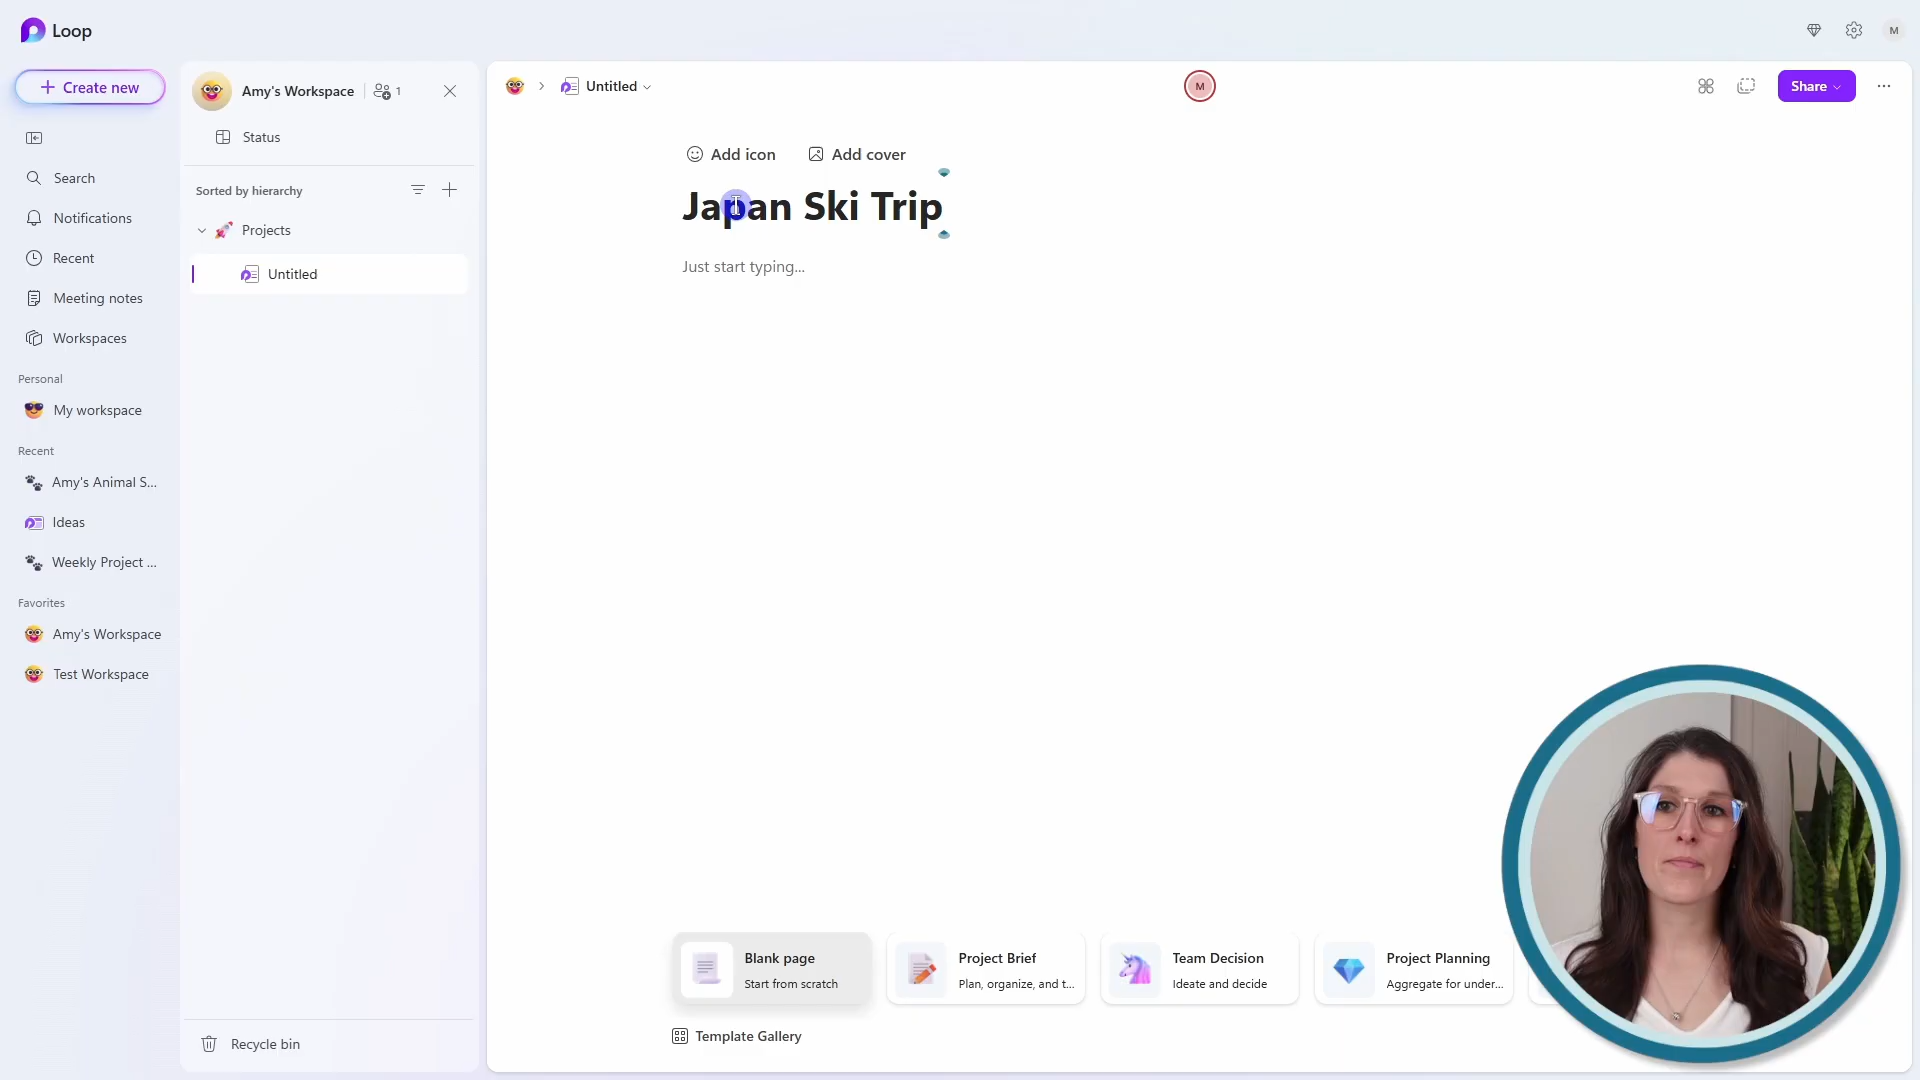 Loop
M
Create new
Amy's Workspace
1
Untitled
M
Share
Status
Add icon
Add cover
Search
Sorted by hierarchy
Japan Ski Trip
Notifications
Projects
Recent
Untitled
Just start typing...
Meeting notes
Workspaces
Personal
My workspace
Recent
Amy's Animal S...
Ideas
Weekly Project ...
Favorites
Amy's Workspace
Test Workspace
Blank page
Start from scratch
Project Brief
Plan, organize, and t...
Team Decision
Ideate and decide
Project Planning
Aggregate for under...
Template Gallery
Recycle bin